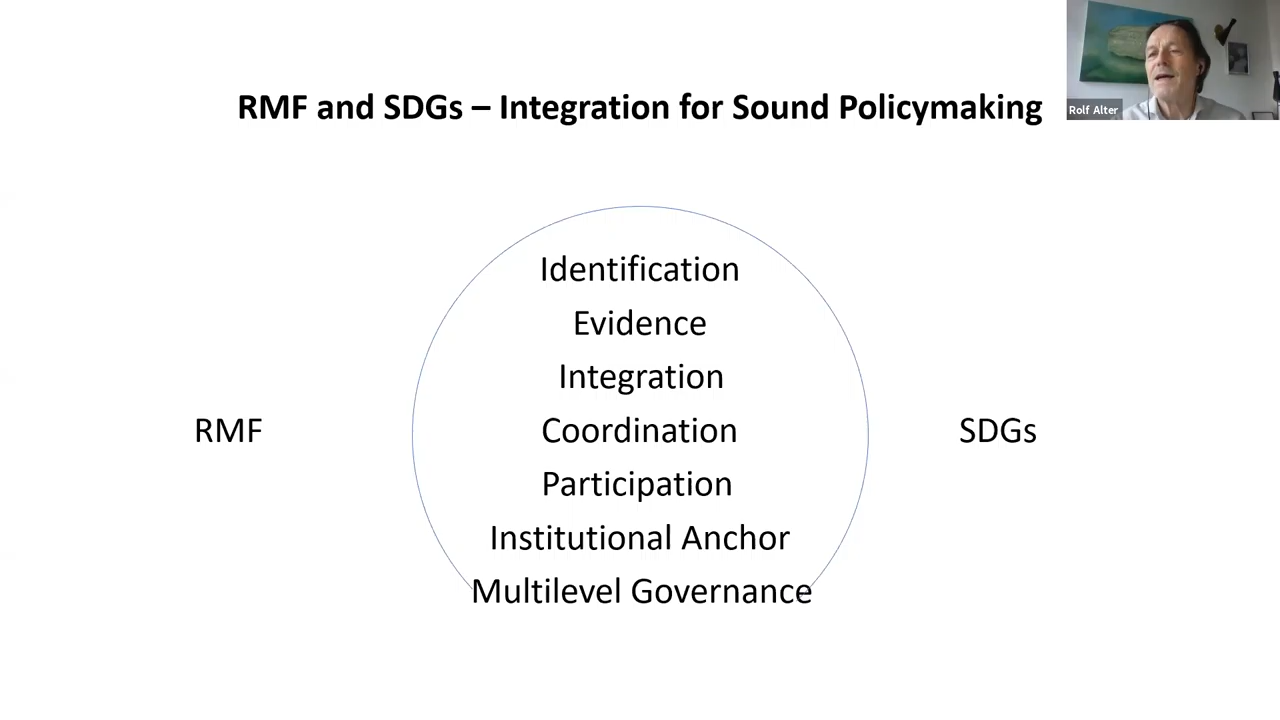 RMF and SDGs – Integration for Sound Policymaking
Rolf Alter
Identification
Evidence
Integration
RMF
Coordination
SDGs
Participation
Institutional Anchor
Multilevel Governance